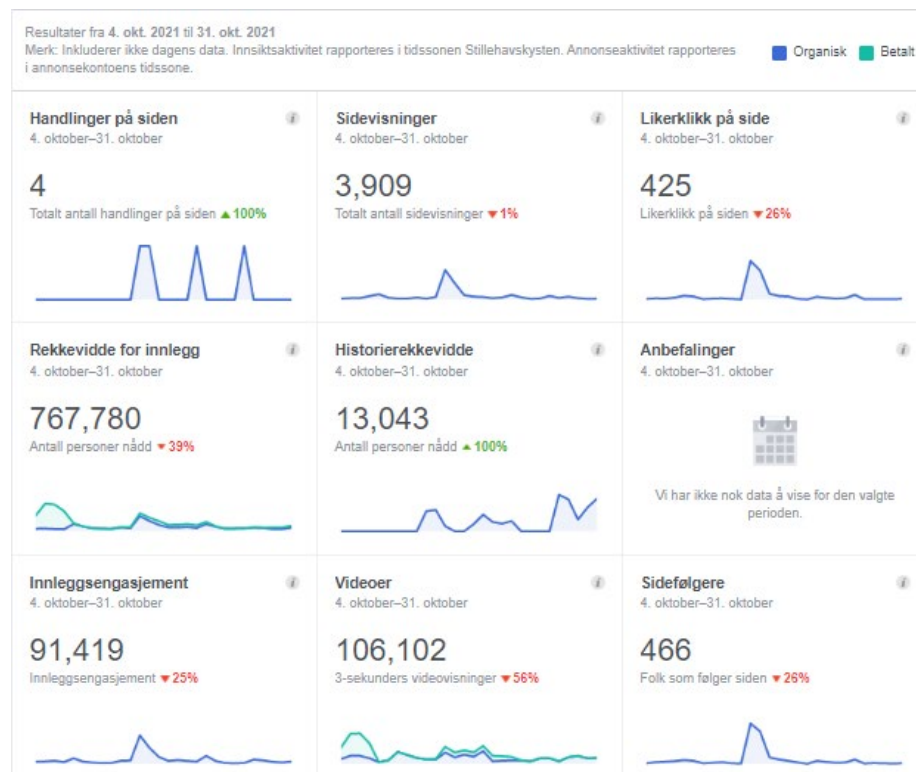 Resultater fra 4. okt. 2021 til 31. okt. 2021
Merk: Inkluderer ikke dagens data. Innsiktsaktivitet rapporteres i tidssonen Stillehavskysten. Annonseaktivitet rapporteres
i annonsekontoens tidssone.
Organisk Betalt
Handlinger på siden
4. oktober–31. oktober
4
Totalt antall handlinger på siden ▲100%
Sidevisninger
4. oktober–31. oktober
3,909
Totalt antall sidevisninger ▼1%
Likerklikk på side
4. oktober–31. oktober
425
Likerklikk på siden ▼26%
Rekkevidde for innlegg
4. oktober–31. oktober
767,780
Antall personer nådd ▼39%
Historierekkevidde
4. oktober–31. oktober
13,043
Antall personer nådd ▲100%
Anbefalinger
4. oktober–31. oktober
Vi har ikke nok data å vise for den valgte
perioden.
Innleggsengasjement
4. oktober–31. oktober
91,419
Innleggsengasjement ▼25%
Videoer
4. oktober–31. oktober
106,102
3-sekunders videovisninger ▼56%
Sidefølgere
4. oktober–31. oktober
466
Folk som følger siden ▼26%